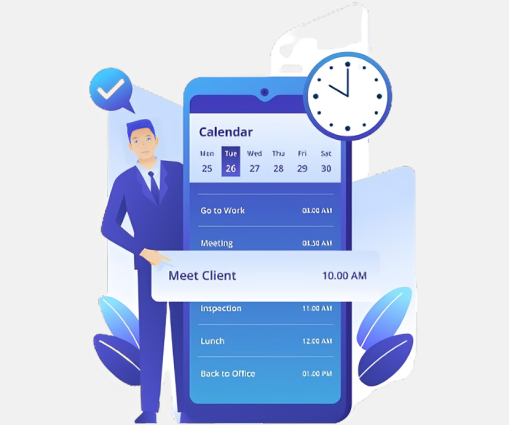 Calendar
Mon Tue Wed Thu Fri Sat
25 26 27 28 29 30
Go to Work 08.00 AM
Meeting 08.50 AM
Meet Client 10.00 AM
Inspection 11.00 AM
Lunch 12.00 AM
Back to Office 01.00 PM